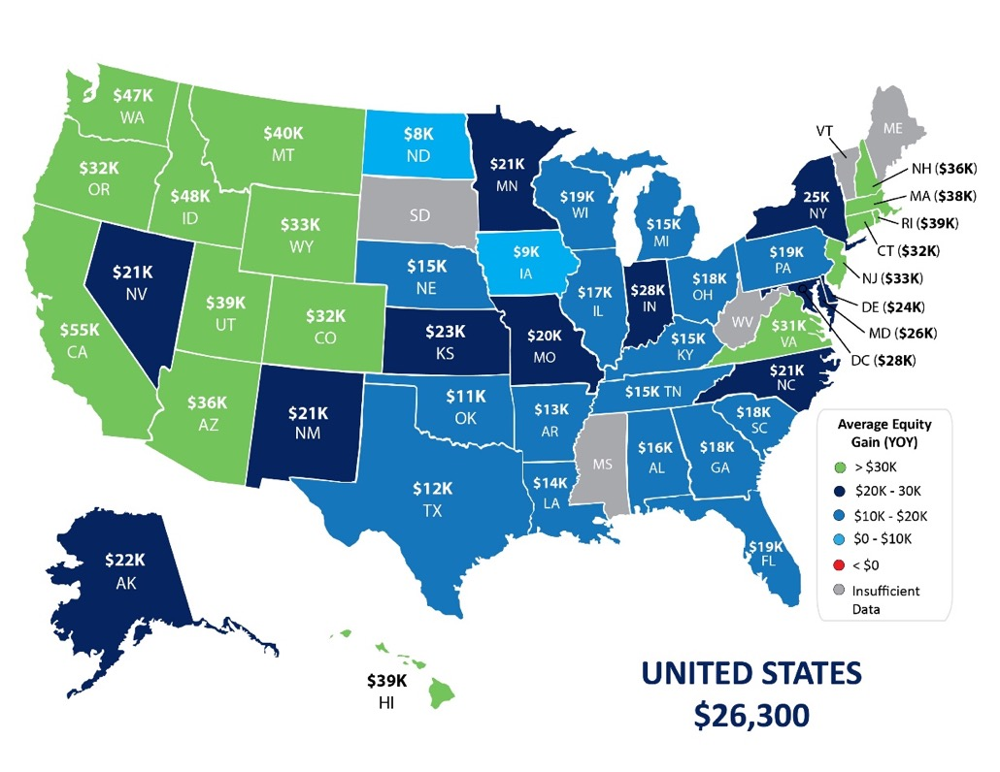 $47K
WA
$32K
OR
$48K
ID
$40K
MT
$33K
WY
$8K
ND
SD
$21K
MN
$19K
WI
$15K
MI
VT
ME
NH ($36K)
MA ($38K)
RI ($39K)
CT ($32K)
NJ ($33K)
DE ($24K)
MD ($26K)
DC ($28K)
25K
NY
$19K
PA
$55K
CA
$21K
NV
$39K
UT
$32K
CO
$15K
NE
$9K
IA
$17K
IL
$28K
IN
$18K
OH
WV
$31K
VA
$23K
KS
$20K
MO
$15K
KY
$21K
NC
$36K
AZ
$21K
NM
$11K
OK
$13K
AR
$15K TN
$18K
SC
$12K
TX
$14K
LA
MS
$16K
AL
$18K
GA
$19K
FL
$22K
AK
$39K
HI
Average Equity
Gain (YOY)
> $30K
$20K - 30K
$10K - $20K
$0 - $10K
< $0
Insufficient
Data
UNITED STATES
$26,300